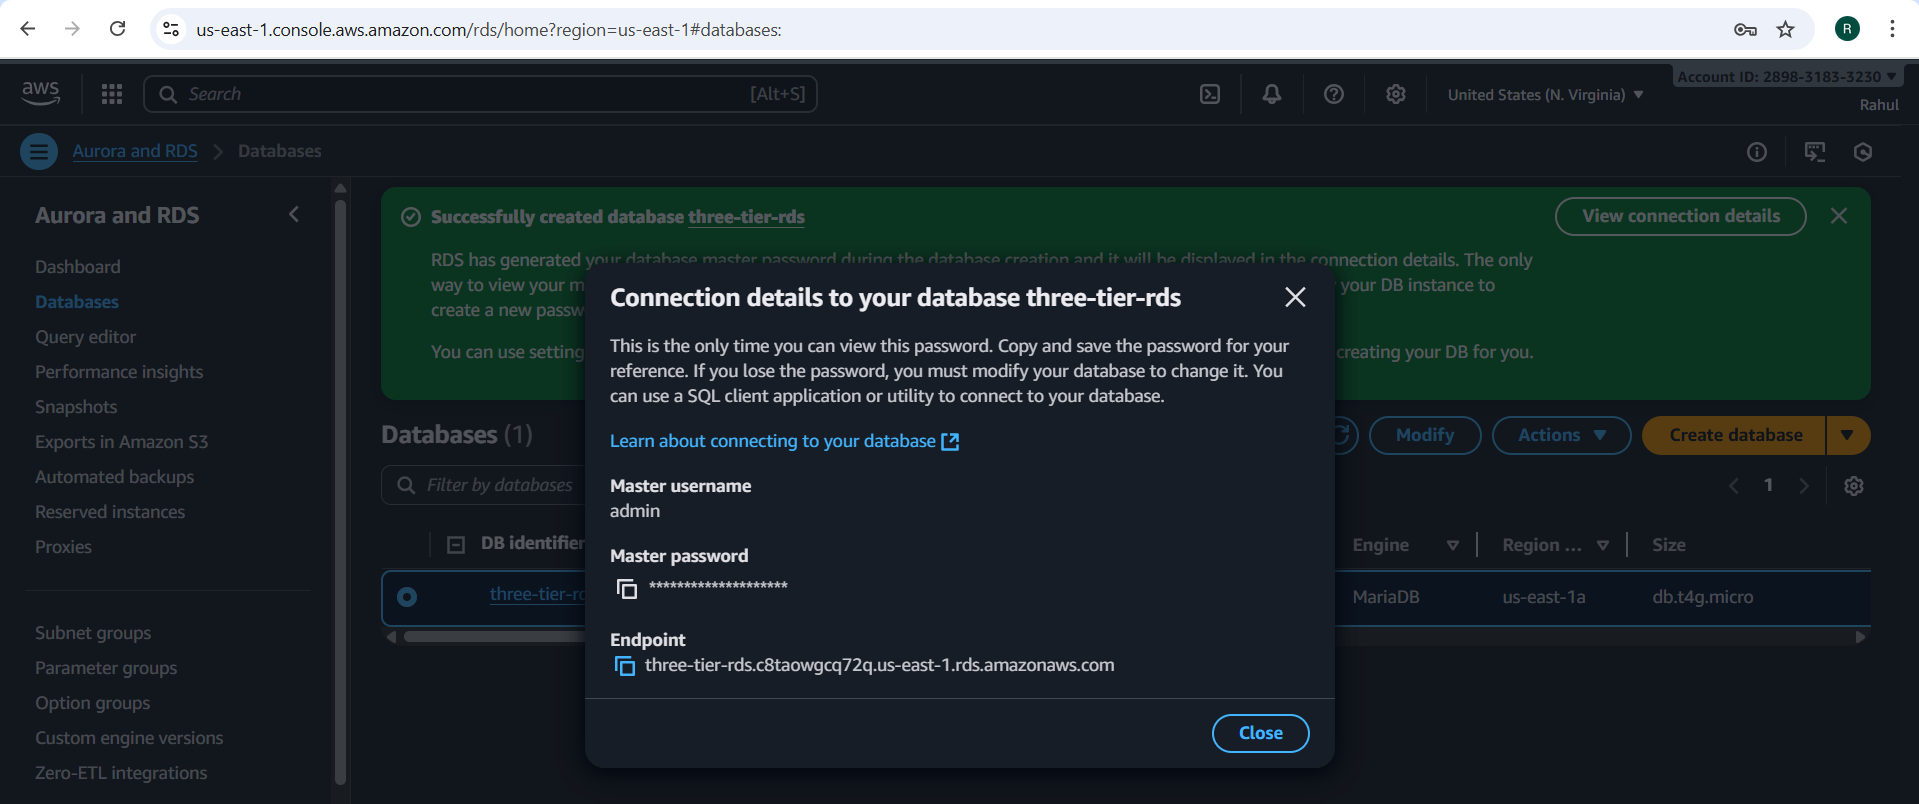 us-east-1.console.aws.amazon.com/rds/home?region=us-east-1#databases:
R
aws
Search
[Alt+S]
United States (N. Virginia)
Account ID: 2898-3183-3230
Rahul
Aurora and RDS
Databases
Aurora and RDS
Dashboard
Databases
Query editor
Performance insights
Snapshots
Exports in Amazon S3
Automated backups
Reserved instances
Proxies
Subnet groups
Parameter groups
Option groups
Custom engine versions
Zero-ETL integrations
Successfully created database three-tier-rds
View connection details
RDS has generated your database master password during the database creation and it will be displayed in the connection details. The only
way to view your m
your DB instance to
create a new passw
You can use setting
creating your DB for you.
Databases (1)
Modify
Actions
Create database
Filter by databases
1
DB identifier
Engine
Region ...
Size
three-tier-rd
MariaDB
us-east-1a
db.t4g.micro
Connection details to your database three-tier-rds
This is the only time you can view this password. Copy and save the password for your
reference. If you lose the password, you must modify your database to change it. You
can use a SQL client application or utility to connect to your database.
Learn about connecting to your database
Master username
admin
Master password
********************
Endpoint
three-tier-rds.c8taowgcq72q.us-east-1.rds.amazonaws.com
Close